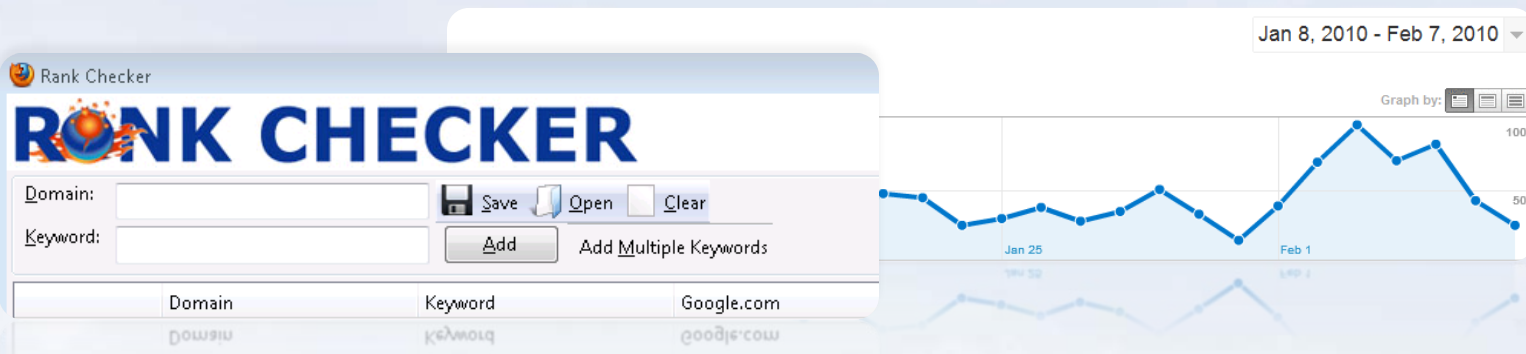 Jan 8, 2010 - Feb 7, 2010
Rank Checker
RANK CHECKER
Graph by:
100
Domain:
Save Open Clear
50
Keyword:
Add Add Multiple Keywords
Jan 25 Feb 1
Domain Keyword Google.com